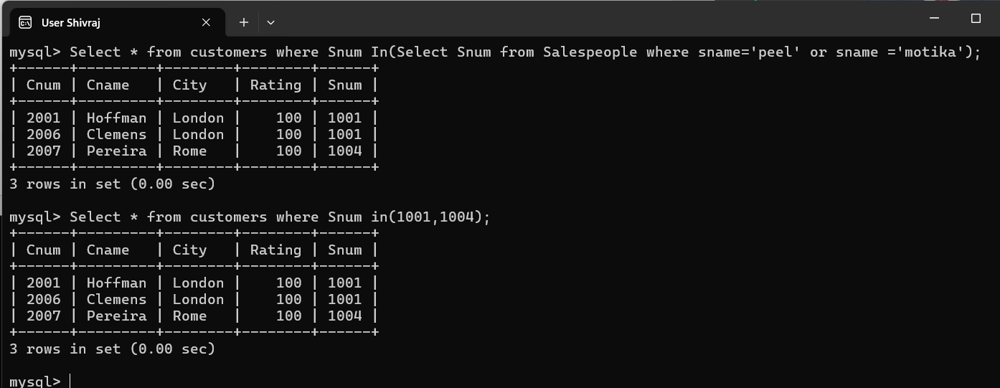 User Shivraj
mysql> Select * from customers where Snum In(Select Snum from Salespeople where sname='peel' or sname ='motika');
+------+---------+--------+--------+------+
| Cnum | Cname   | City   | Rating | Snum |
+------+---------+--------+--------+------+
| 2001 | Hoffman | London |    100 | 1001 |
| 2006 | Clemens | London |    100 | 1001 |
| 2007 | Pereira | Rome   |    100 | 1004 |
+------+---------+--------+--------+------+
3 rows in set (0.00 sec)
mysql> Select * from customers where Snum in(1001,1004);
+------+---------+--------+--------+------+
| Cnum | Cname   | City   | Rating | Snum |
+------+---------+--------+--------+------+
| 2001 | Hoffman | London |    100 | 1001 |
| 2006 | Clemens | London |    100 | 1001 |
| 2007 | Pereira | Rome   |    100 | 1004 |
+------+---------+--------+--------+------+
3 rows in set (0.00 sec)
mysql>